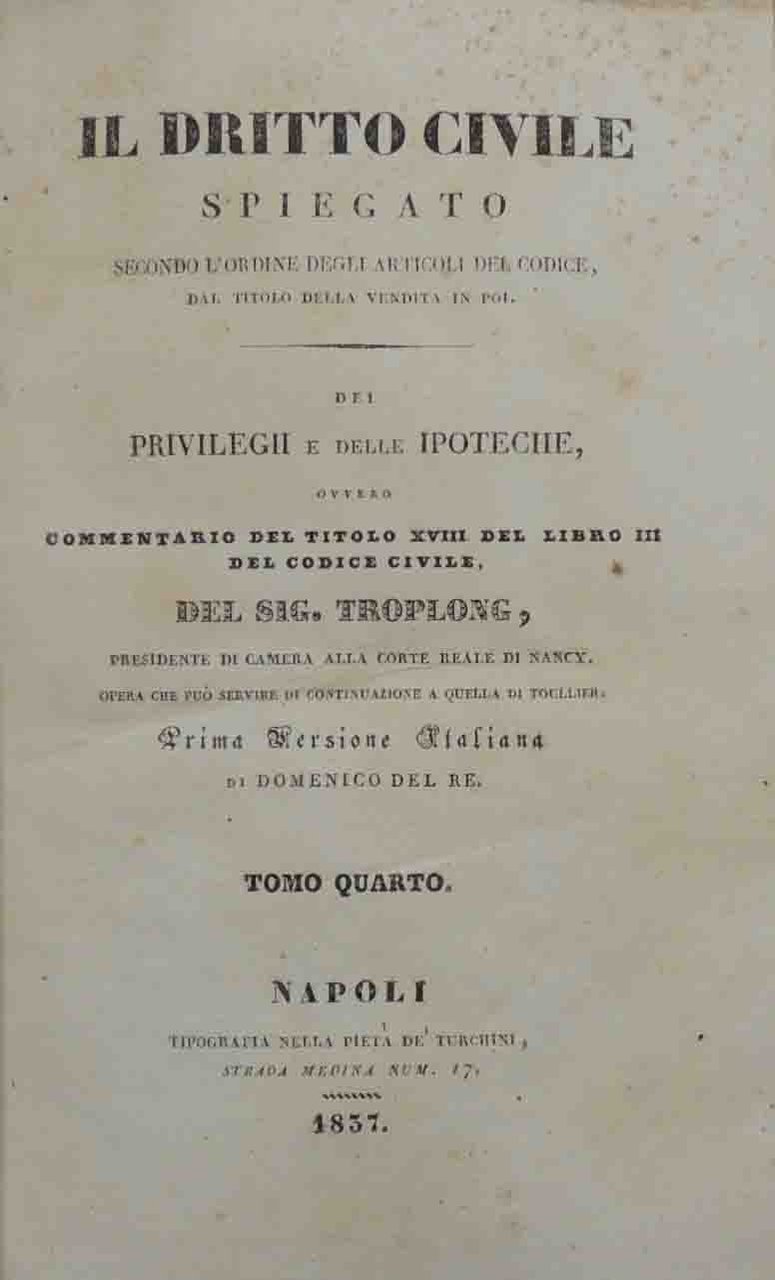 IL DRITTO CIVILE
SPIEGATO
SECONDO L'ORDINE DEGLI ARTICOLI DEL CODICE,
DAL TITOLO DELLA VENDITA IN POI.
DEI
PRIVILEGII E DELLE IPOTECHE,
OVVERO
COMMENTARIO DEL TITOLO XVIII DEL LIBRO III
DEL CODICE CIVILE,
DEL SIG. TROPLONG,
PRESIDENTE DI CAMERA ALLA CORTE REALE DI NANCY.
OPERA CHE PUÒ SERVIRE DI CONTINUAZIONE A QUELLA DI TOULLIER.
Prima Versione Italiana
DI DOMENICO DEL RE.
TOMO QUARTO.
NAPOLI
TIPOGRAFIA NELLA PIETÀ DE' TURCHINI,
STRADA MEDINA NUM. 17.
1837.